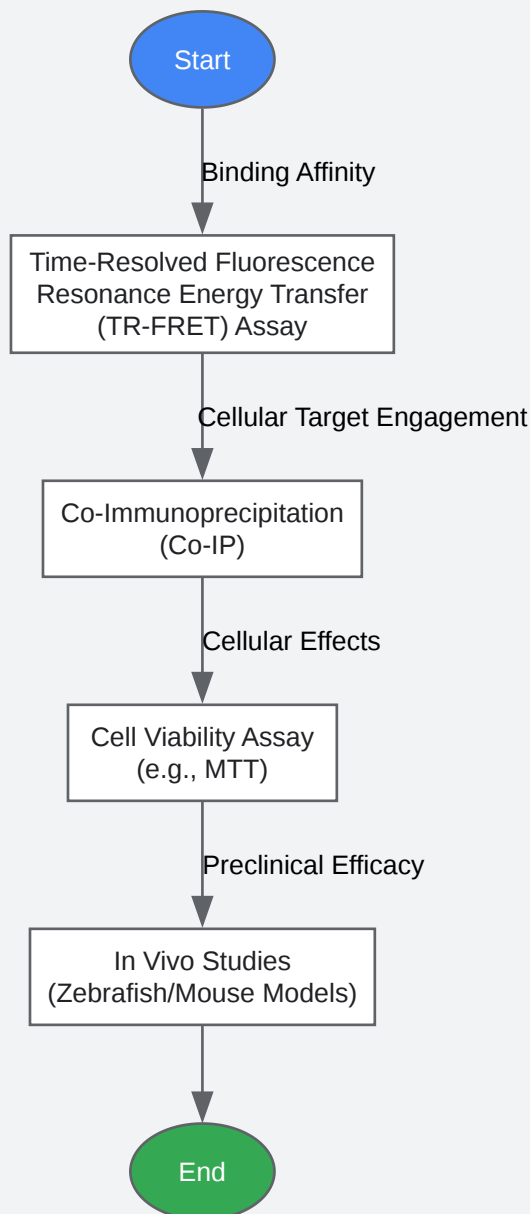 Start
Binding Affinity
Time-Resolved Fluorescence
Resonance Energy Transfer
(TR-FRET) Assay
Cellular Target Engagement
Co-Immunoprecipitation
(Co-IP)
Cellular Effects
Cell Viability Assay
(e.g., MTT)
Preclinical Efficacy
In Vivo Studies
(Zebrafish/Mouse Models)
End